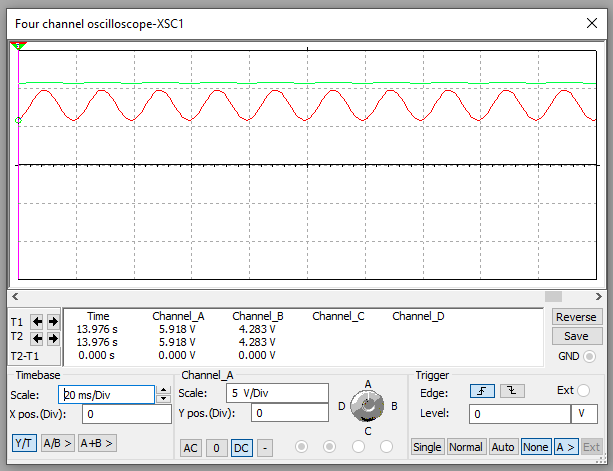 Four channel oscilloscope-XSC1
Time Channel_A Channel_B Channel_C Channel_D
T1 13.976 s 5.918 V 4.283 V
T2 13.976 s 5.918 V 4.283 V
T2-T1 0.000 s 0.000 V 0.000 V
Reverse
Save
GND
Timebase
Scale: 20 ms/Div
X pos.(Div): 0
Y/T A/B > A+B >
Channel_A
Scale: 5 V/Div
Y pos.(Div): 0
AC 0 DC -
A
D B
C
Trigger
Edge: Ext
Level: 0 V
Single Normal Auto None A > Ext